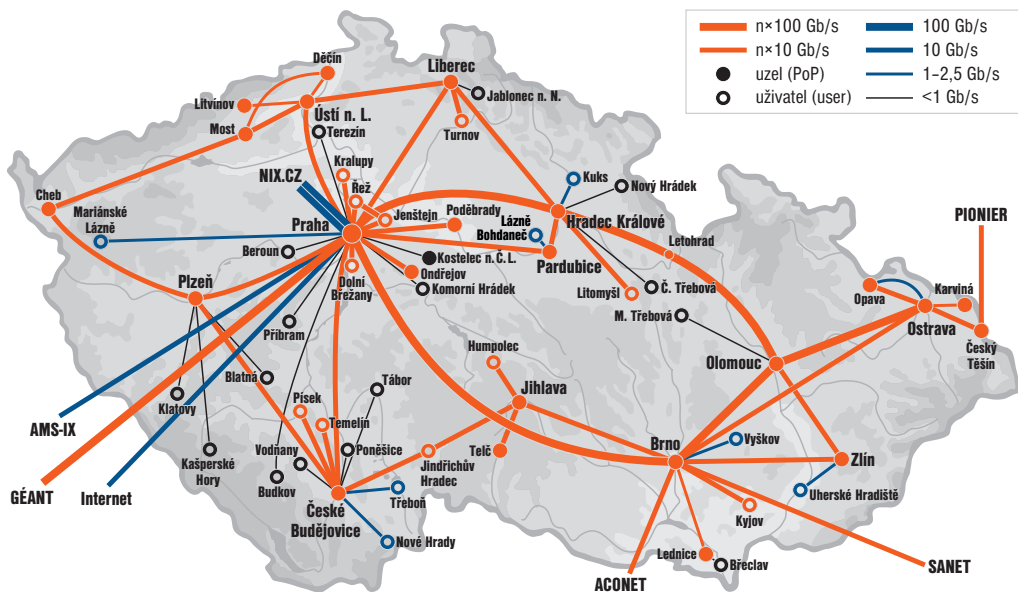 n×100 Gb/s
100 Gb/s
n×10 Gb/s
10 Gb/s
uzel (PoP)
1–2,5 Gb/s
uživatel (user)
<1 Gb/s
Děčín
Liberec
Litvínov
Jablonec n. N.
Ústí n. L.
Most
Terezín
Turnov
Kralupy
NIX.CZ
Řež
Kuks
Nový Hrádek
Cheb
Mariánské
Lázně
Praha
Jenštejn
Poděbrady
Lázně
Bohdaneč
Hradec Králové
PIONIER
Beroun
Kostelec n.Č.L.
Letohrad
Ondřejov
Pardubice
Dolní
Břežany
Komorní Hrádek
Plzeň
Litomyšl
Č. Třebová
Opava
Karviná
Příbram
M. Třebová
Ostrava
Český
Těšín
Humpolec
Olomouc
Blatná
Tábor
Jihlava
Klatovy
Písek
Temelín
AMS-IX
Vodňany
Poněšice
Telč
Brno
Vyškov
Kašperské
Hory
Jindřichův
Hradec
Zlín
GÉANT
Internet
Budkov
České
Budějovice
Třeboň
Uherské Hradiště
Kyjov
Nové Hrady
Lednice
Břeclav
ACONET
SANET